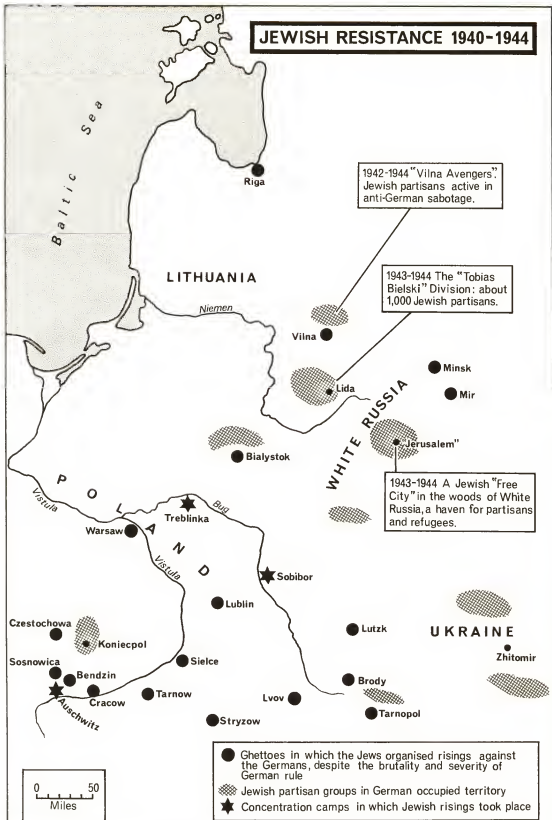 JEWISH RESISTANCE 1940-1944
Baltic Sea
Riga
1942-1944 "Vilna Avengers".
Jewish partisans active in
anti-German sabotage.
LITHUANIA
1943-1944 The "Tobias
Bielski" Division: about
1,000 Jewish partisans.
Niemen
Vilna
Minsk
Lida
Mir
WHITE RUSSIA
"Jerusalem"
Bialystok
1943-1944 A Jewish "Free
City" in the woods of White
Russia, a haven for partisans
and refugees.
POLAND
Vistula
Bug
Treblinka
Warsaw
Vistula
Sobibor
Lublin
Czestochowa
Koniecpol
Lutzk
UKRAINE
Zhitomir
Sosnowica
Bendzin
Sielce
Auschwitz
Cracow
Tarnow
Brody
Lvov
Tarnopol
Stryzow
Ghettoes in which the Jews organised risings against
the Germans, despite the brutality and severity of
German rule
Jewish partisan groups in German occupied territory
Concentration camps in which Jewish risings took place
0 50
Miles